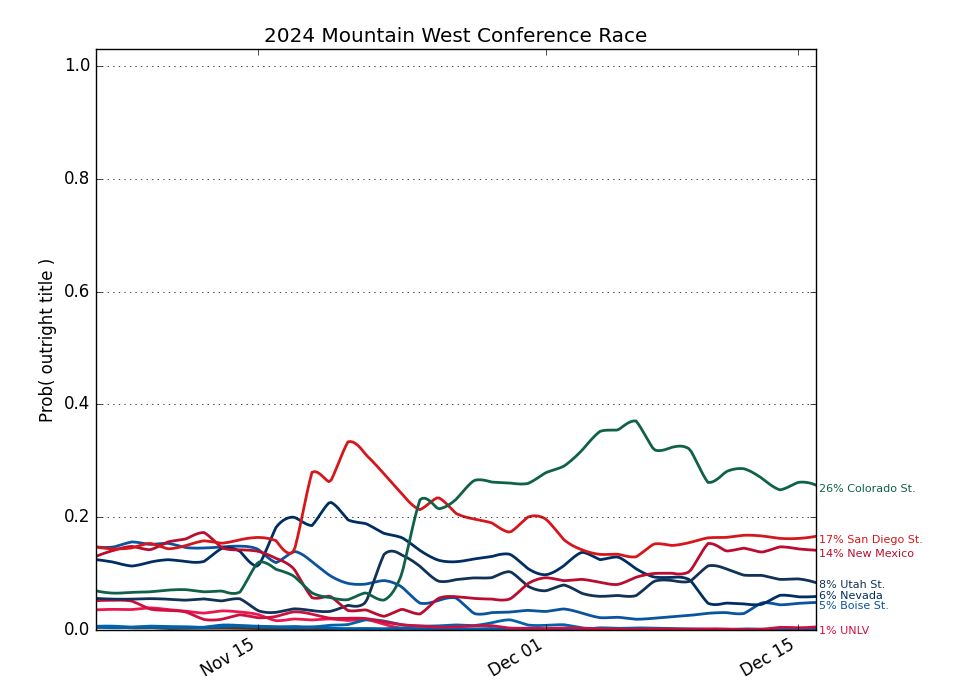 2024 Mountain West Conference Race
1.0
0.8
0.6
0.4
0.2
0.0
Prob( outright title )
26% Colorado St.
17% San Diego St.
14% New Mexico
8% Utah St.
6% Nevada
5% Boise St.
1% UNLV
Nov 15
Dec 01
Dec 15